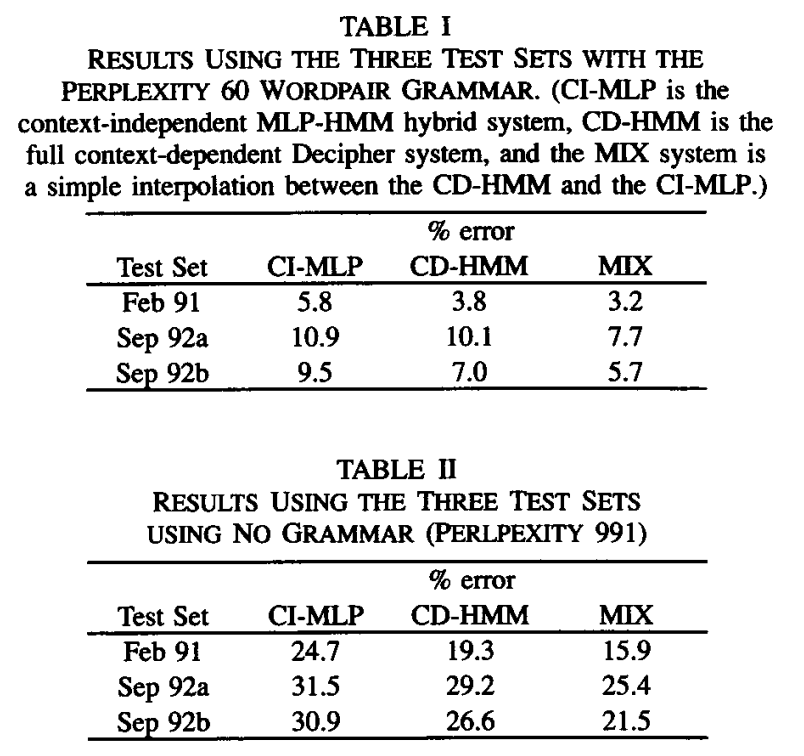 TABLE I
RESULTS USING THE THREE TEST SETS WITH THE
PERPLEXITY 60 WORDPAIR GRAMMAR. (CI-MLP is the
context-independent MLP-HMM hybrid system, CD-HMM is the
full context-dependent Decipher system, and the MIX system is
a simple interpolation between the CD-HMM and the CI-MLP.)
% error
Test Set CI-MLP CD-HMM MIX
Feb 91 5.8 3.8 3.2
Sep 92a 10.9 10.1 7.7
Sep 92b 9.5 7.0 5.7
TABLE II
RESULTS USING THE THREE TEST SETS
USING NO GRAMMAR (PERLPEXITY 991)
% error
Test Set CI-MLP CD-HMM MIX
Feb 91 24.7 19.3 15.9
Sep 92a 31.5 29.2 25.4
Sep 92b 30.9 26.6 21.5